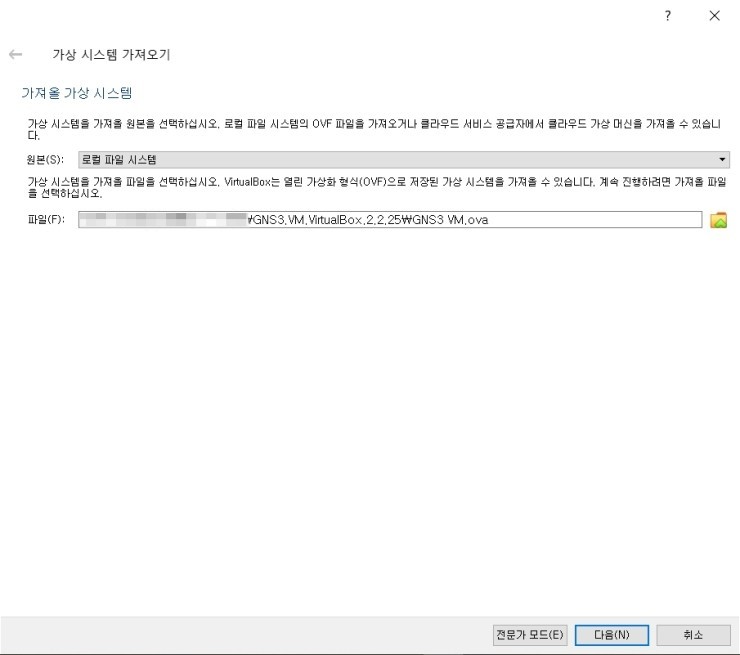 ?
가상 시스템 가져오기
가져올 가상 시스템
가상 시스템을 가져올 원본을 선택하십시오. 로컬 파일 시스템의 OVF 파일을 가져오거나 클라우드 서비스 공급자에서 클라우드 가상 머신을 가져올 수 있습니
다.
원본(S): 로컬 파일 시스템
가상 시스템을 가져올 파일을 선택하십시오. VirtualBox는 열린 가상화 형식(OVF)으로 저장된 가상 시스템을 가져올 수 있습니다. 계속 진행하려면 가져올 파일
을 선택하십시오.
파일(F): ₩GNS3.VM.VirtualBox.2.2.25₩GNS3 VM.ova
전문가 모드(E) 다음(N) 취소